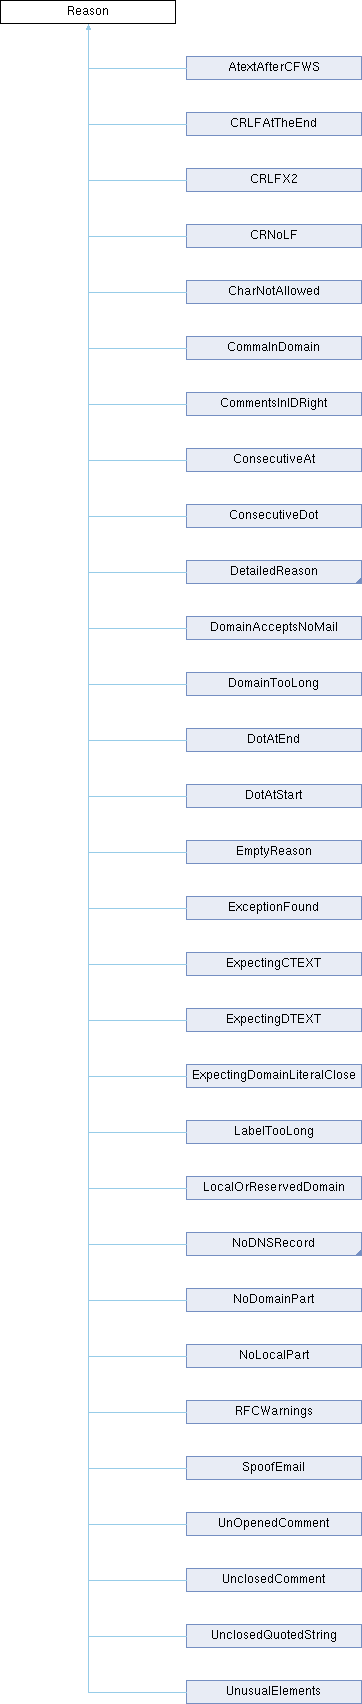 Reason
AtextAfterCFWS
CRLFAtTheEnd
CRLFX2
CRNoLF
CharNotAllowed
CommaInDomain
CommentsInIDRight
ConsecutiveAt
ConsecutiveDot
DetailedReason
DomainAcceptsNoMail
DomainTooLong
DotAtEnd
DotAtStart
EmptyReason
ExceptionFound
ExpectingCTEXT
ExpectingDTEXT
ExpectingDomainLiteralClose
LabelTooLong
LocalOrReservedDomain
NoDNSRecord
NoDomainPart
NoLocalPart
RFCWarnings
SpoofEmail
UnOpenedComment
UnclosedComment
UnclosedQuotedString
UnusualElements